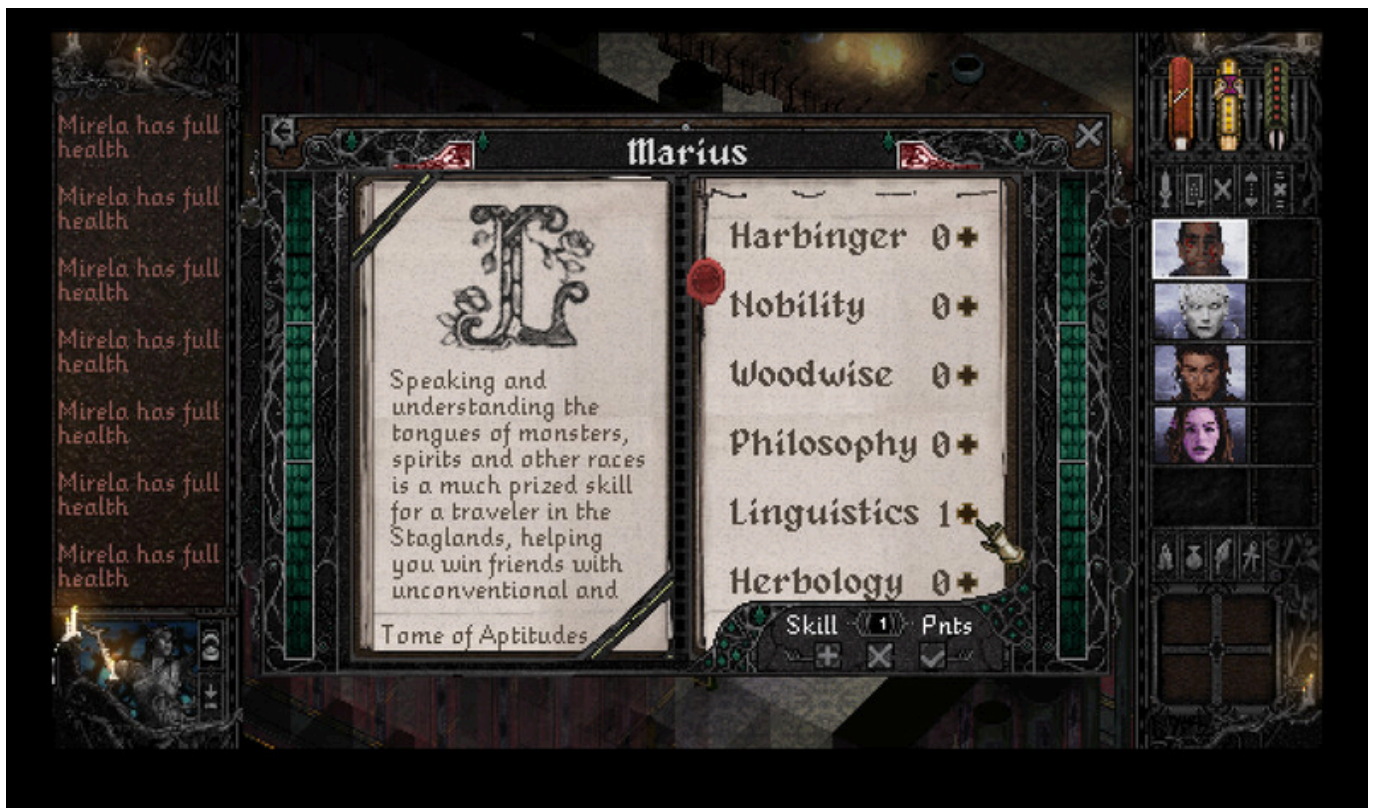 Mirela has full
health
Mirela has full
health
Mirela has full
health
Mirela has full
health
Mirela has full
health
Mirela has full
health
Mirela has full
health
Marius
L
Speaking and
understanding the
tongues of monsters,
spirits and other races
is a much prized skill
for a traveler in the
Staglands, helping
you win friends with
unconventional and
Tome of Aptitudes
Harbinger 0
Nobility 0
Woodwise 0
Philosophy 0
Linguistics 1
Herbology 0
Skill 1 Pnts